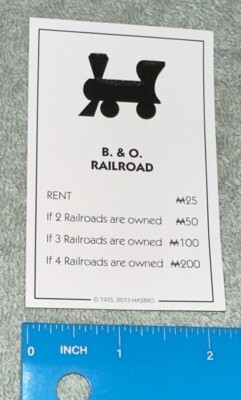 B. & O.
RAILROAD
RENT ₩25
If 2 Railroads are owned ₩50
If 3 Railroads are owned ₩100
If 4 Railroads are owned ₩200
© 1935, 2013 HASBRO.
0 INCH 1 2